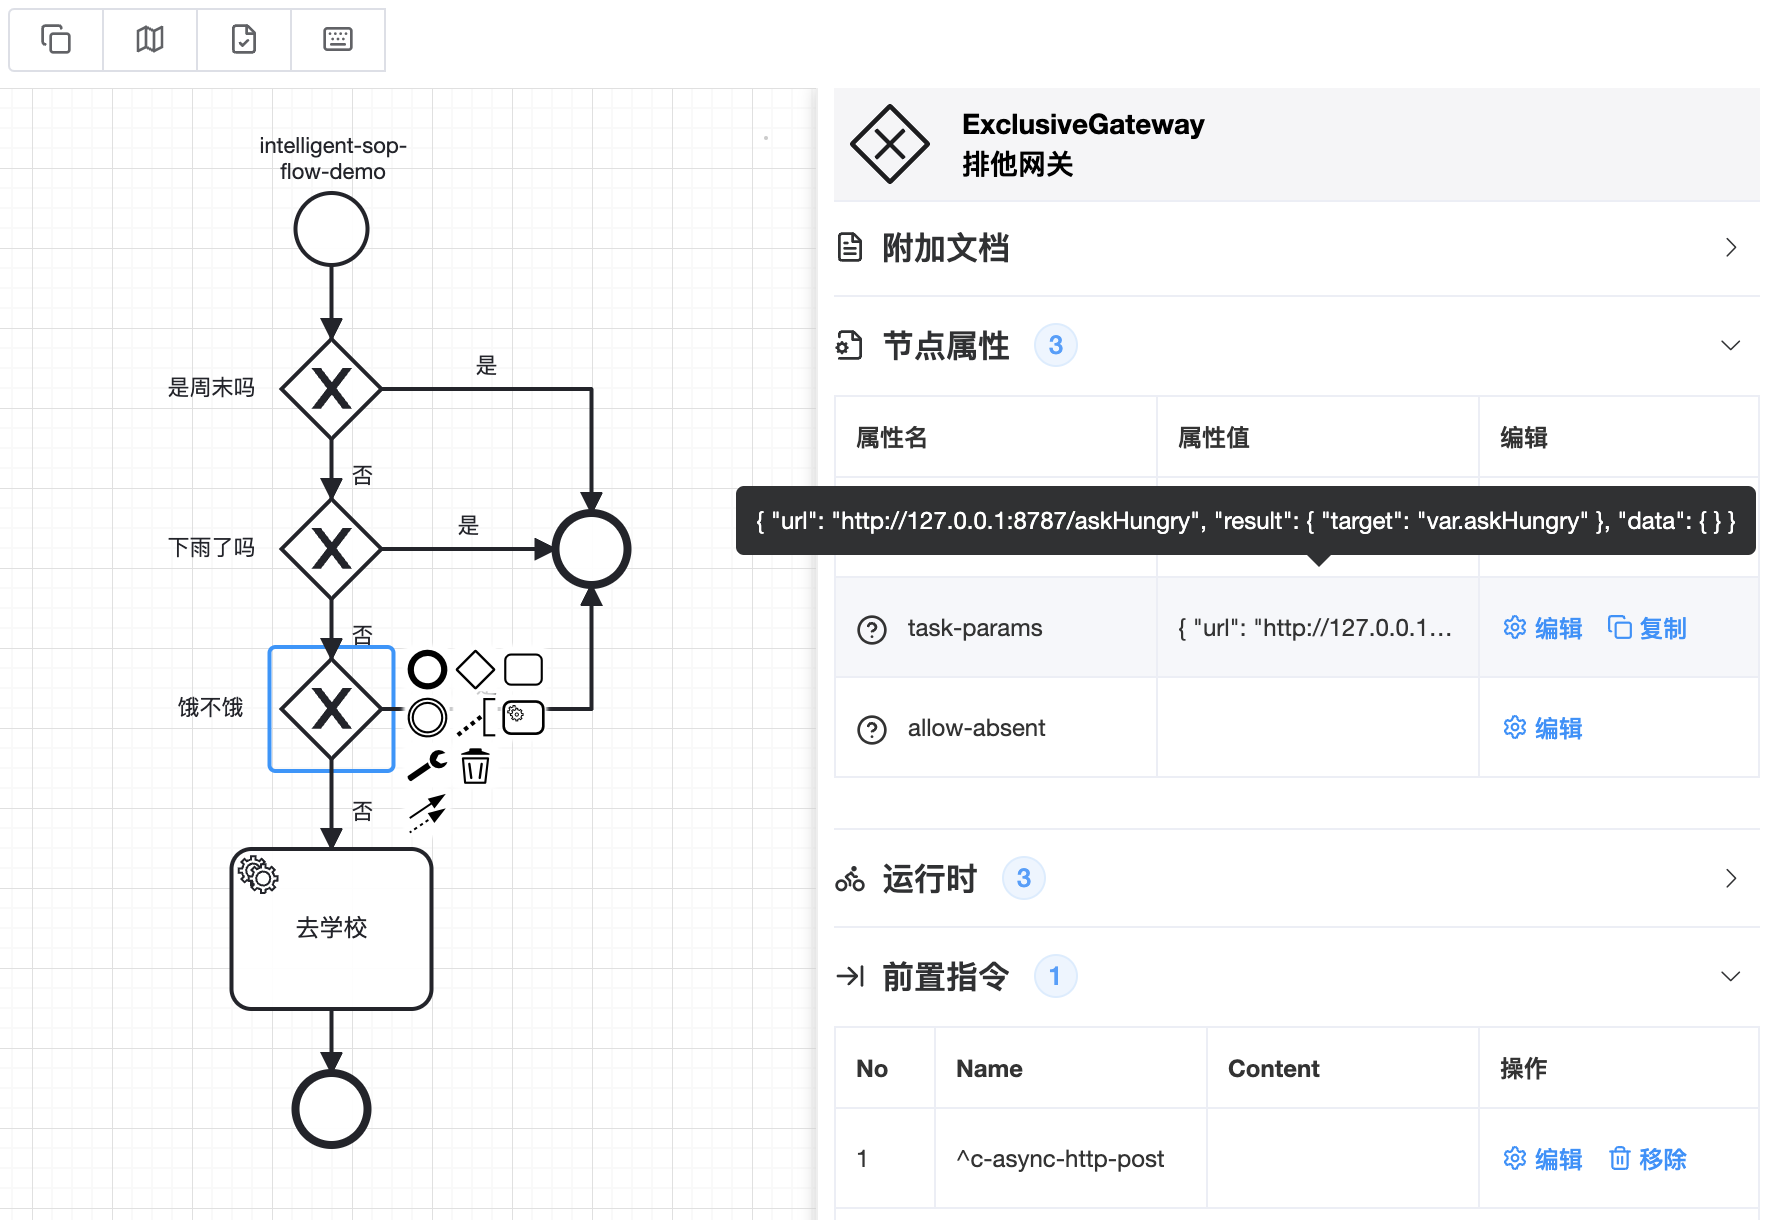 intelligent-sop-
flow-demo
是周末吗
是
否
下雨了吗
是
否
饿不饿
否
去学校
ExclusiveGateway
排他网关
附加文档
节点属性 3
属性名 属性值 编辑
{ "url": "http://127.0.0.1:8787/askHungry", "result": { "target": "var.askHungry" }, "data": { } }
task-params { "url": "http://127.0.0.1... 编辑 复制
allow-absent 编辑
运行时 3
前置指令 1
No Name Content 操作
1 ^c-async-http-post 编辑 移除